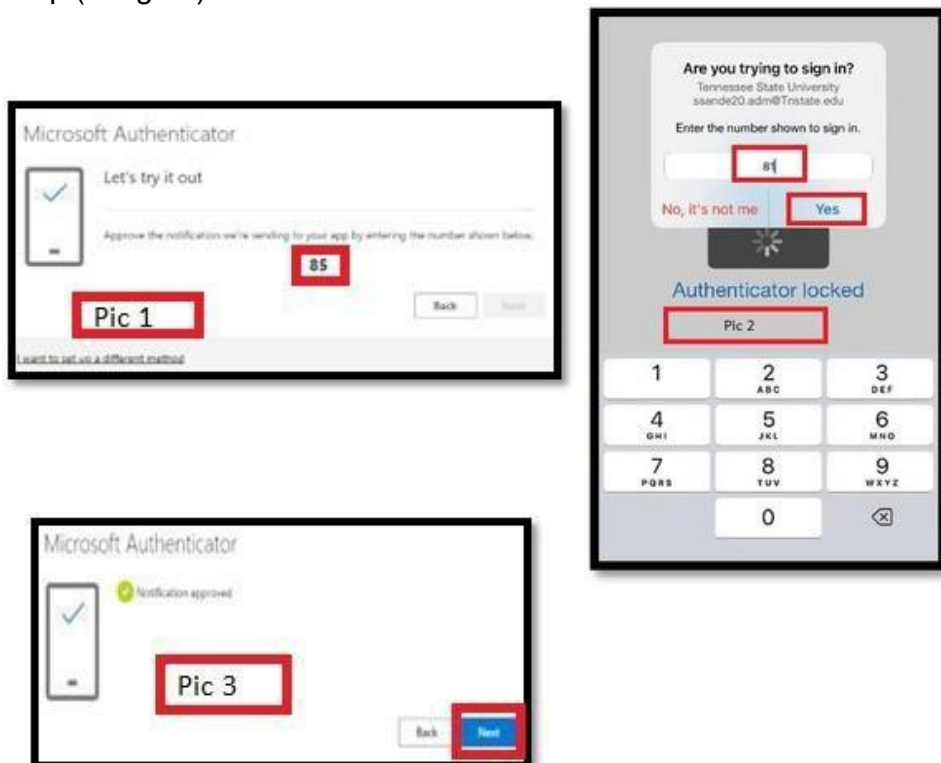 Microsoft Authenticator
Let's try it out
Approve the notification we're sending to your app by entering the number shown below.
85
Pic 1
Back
Next
I want to set up a different method
Are you trying to sign in?
Tennessee State University
ssande20.adm@Tnstate.edu
Enter the number shown to sign in.
81
No, it's not me
Yes
Authenticator locked
Pic 2
1
2
ABC
3
DEF
4
GHI
5
JKL
6
MNO
7
PQRS
8
TUV
9
WXYZ
0
Microsoft Authenticator
Notification approved
Pic 3
Back
Next